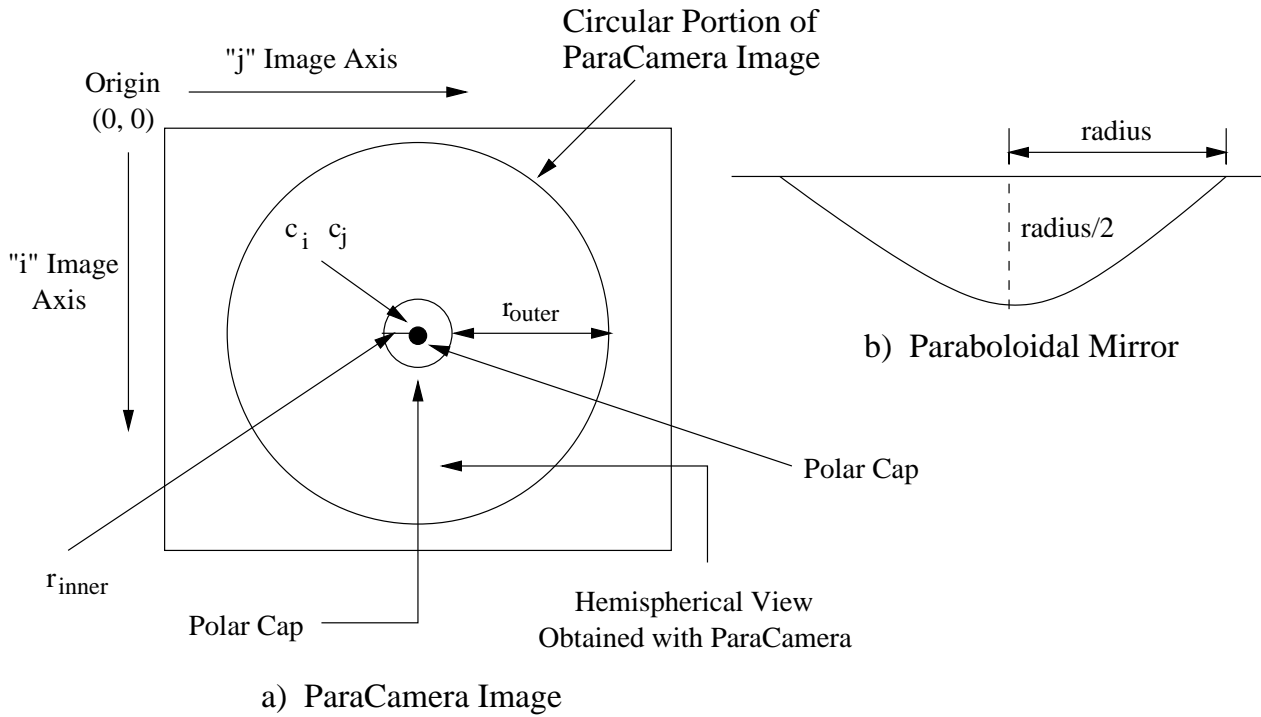 Circular Portion of
ParaCamera Image
"j" Image Axis
Origin
(0, 0)
radius
c i c j
radius/2
"i" Image
Axis
r outer
b) Paraboloidal Mirror
Polar Cap
r inner
Hemispherical View
Obtained with ParaCamera
Polar Cap
a) ParaCamera Image